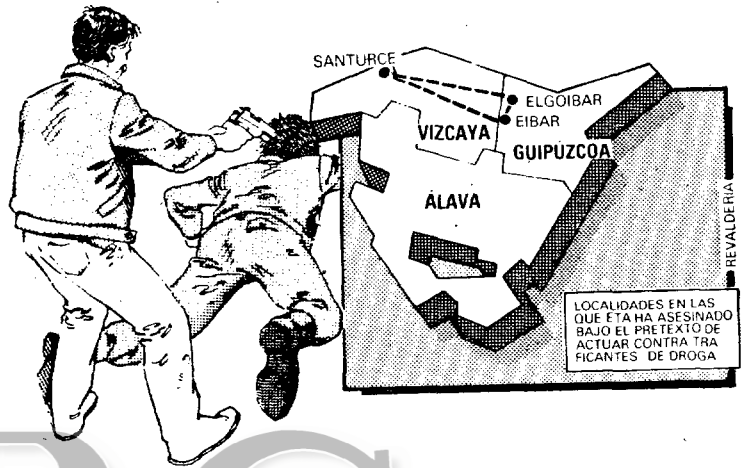 SANTURCE
ELGOIBAR
EIBAR
VIZCAYA
GUIPUZCOA
ALAVA
REVALDERIA
LOCALIDADES EN LAS
QUE ETA HA ASESINADO
BAJO EL PRETEXTO DE
ACTUAR CONTRA TRA
FICANTES DE DROGA